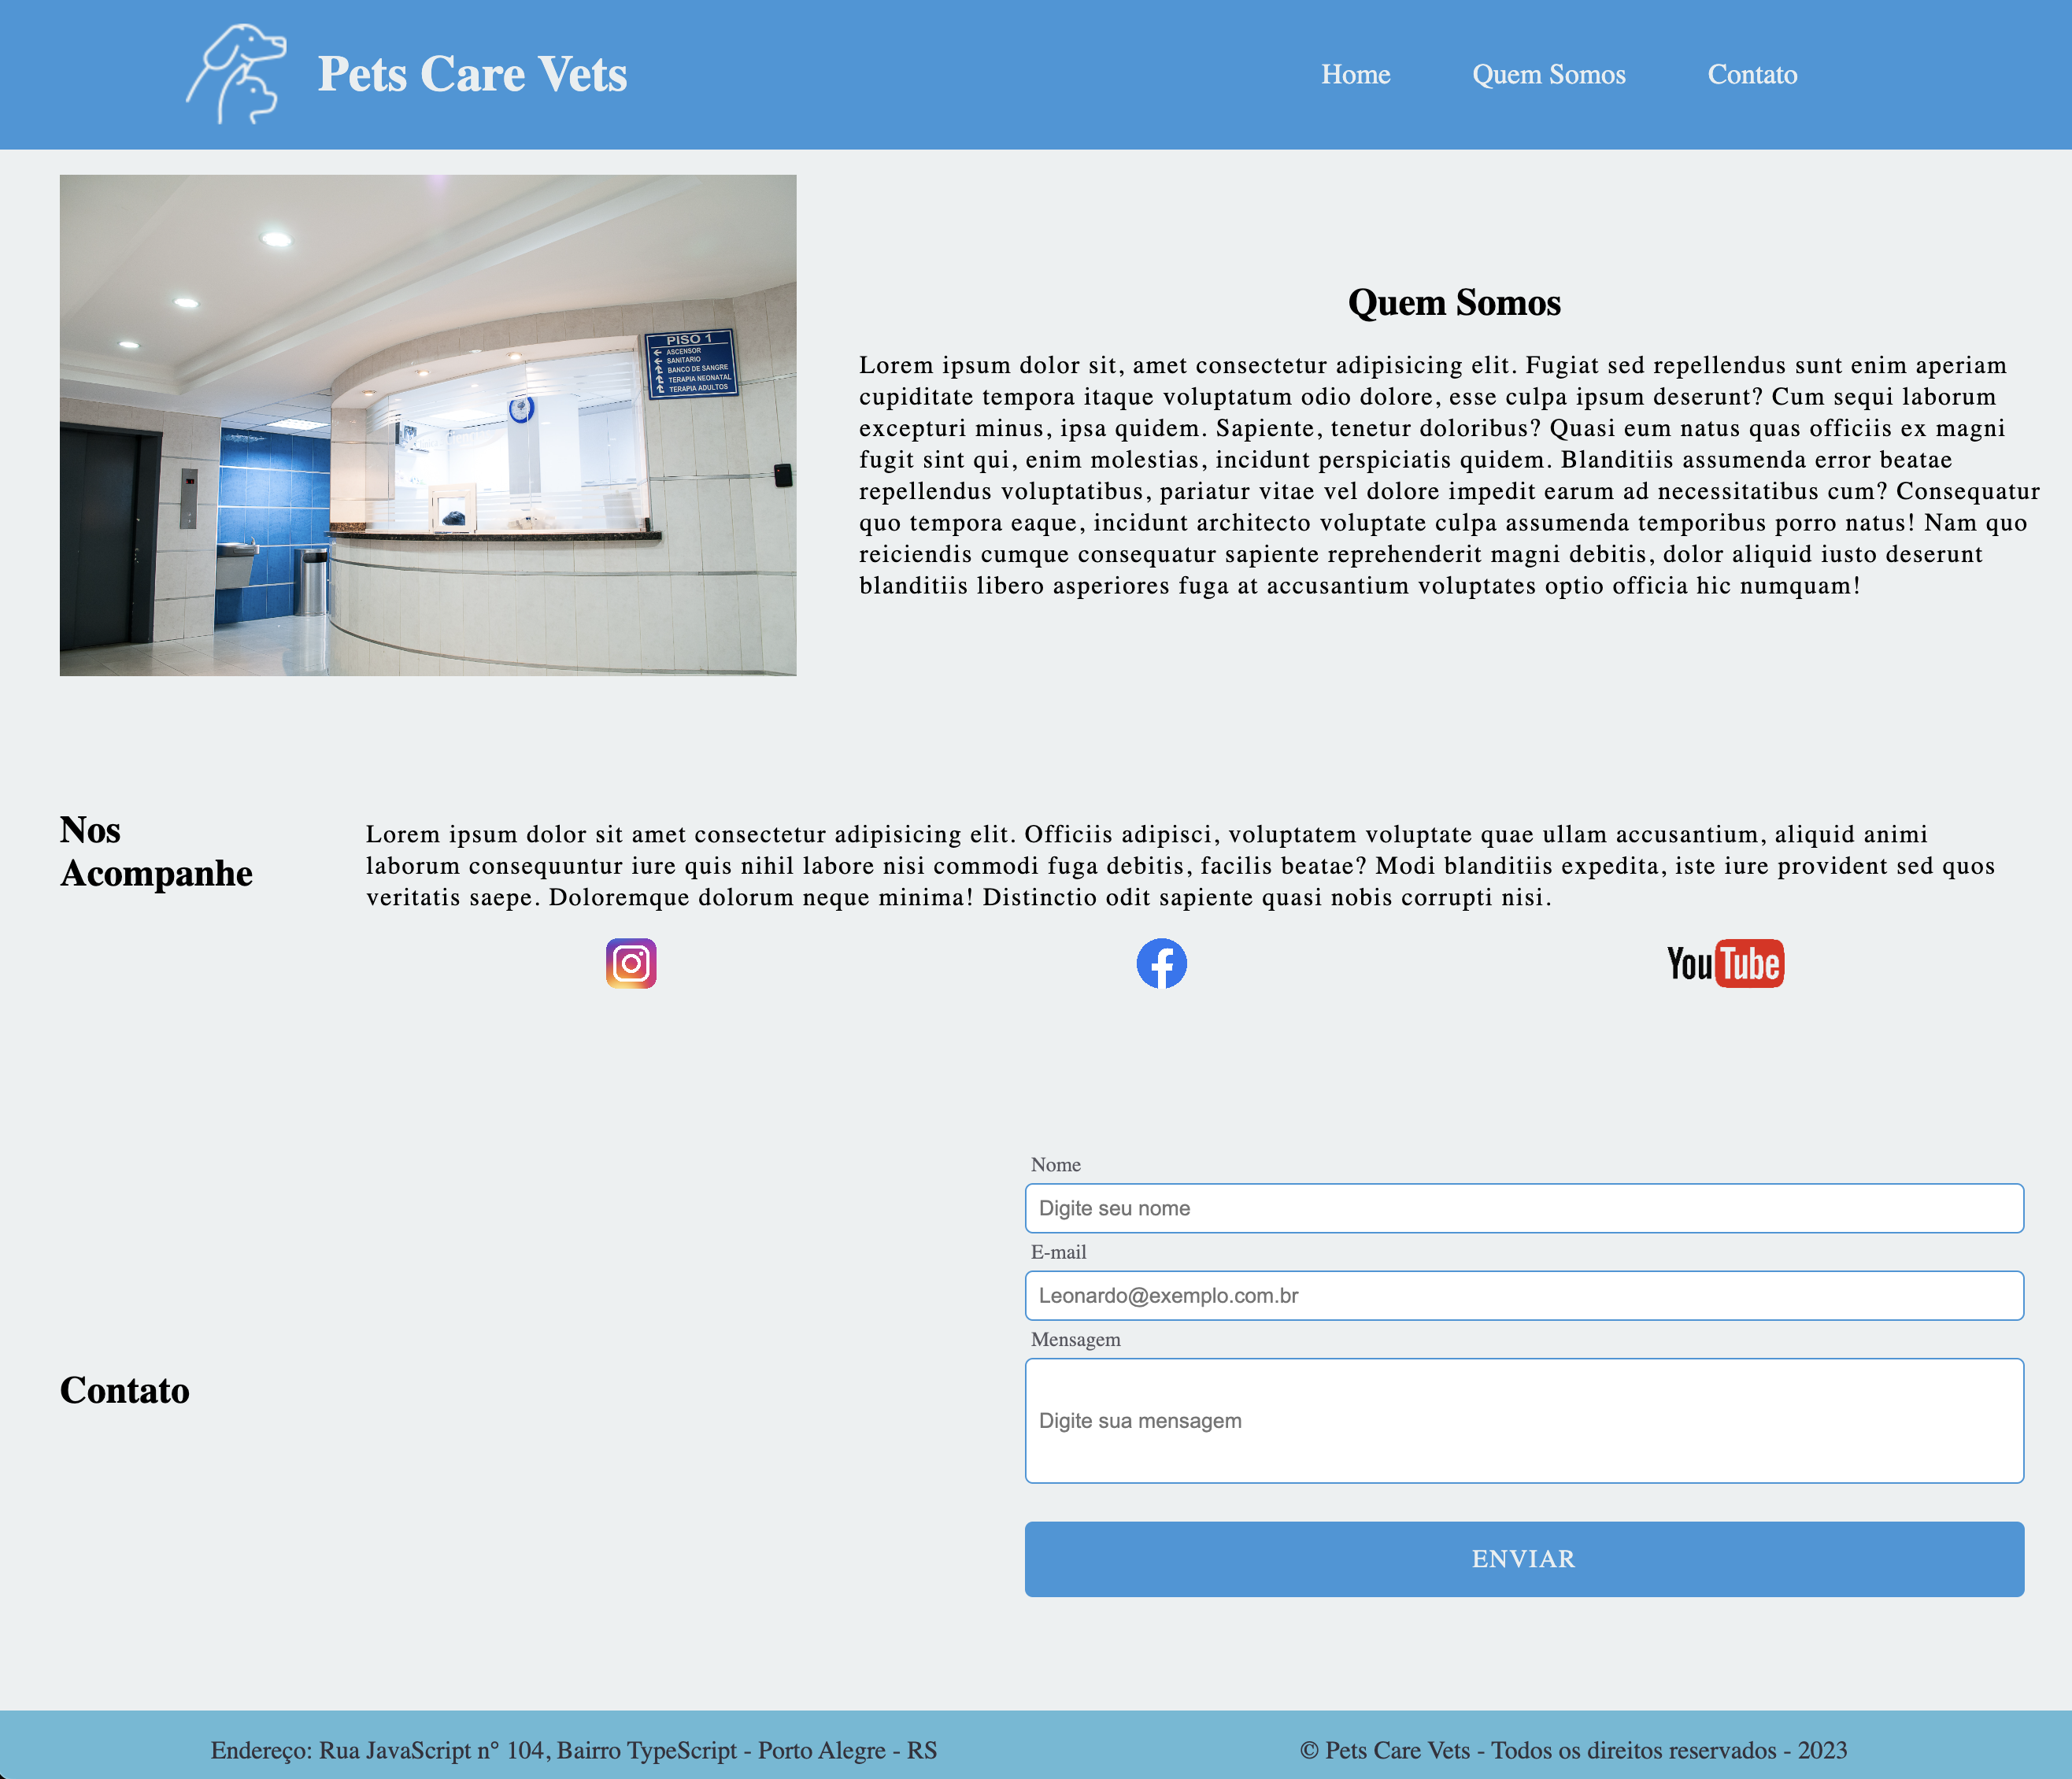 Pets Care Vets
Home
Quem Somos
Contato
PISO 1
ASCENSOR
SANITARIO
BANCO DE SANGRE
TERAPIA NEONATAL
TERAPIA ADULTOS
Quem Somos
Lorem ipsum dolor sit, amet consectetur adipisicing elit. Fugiat sed repellendus sunt enim aperiam
cupiditate tempora itaque voluptatum odio dolore, esse culpa ipsum deserunt? Cum sequi laborum
excepturi minus, ipsa quidem. Sapiente, tenetur doloribus? Quasi eum natus quas officiis ex magni
fugit sint qui, enim molestias, incidunt perspiciatis quidem. Blanditiis assumenda error beatae
repellendus voluptatibus, pariatur vitae vel dolore impedit earum ad necessitatibus cum? Consequatur
quo tempora eaque, incidunt architecto voluptate culpa assumenda temporibus porro natus! Nam quo
reiciendis cumque consequatur sapiente reprehenderit magni debitis, dolor aliquid iusto deserunt
blanditiis libero asperiores fuga at accusantium voluptates optio officia hic numquam!
Nos
Acompanhe
Lorem ipsum dolor sit amet consectetur adipisicing elit. Officiis adipisci, voluptatem voluptate quae ullam accusantium, aliquid animi
laborum consequuntur iure quis nihil labore nisi commodi fuga debitis, facilis beatae? Modi blanditiis expedita, iste iure provident sed quos
veritatis saepe. Doloremque dolorum neque minima! Distinctio odit sapiente quasi nobis corrupti nisi.
YouTube
Contato
Nome
Digite seu nome
E-mail
Leonardo@exemplo.com.br
Mensagem
Digite sua mensagem
ENVIAR
Endereço: Rua JavaScript n° 104, Bairro TypeScript - Porto Alegre - RS
© Pets Care Vets - Todos os direitos reservados - 2023